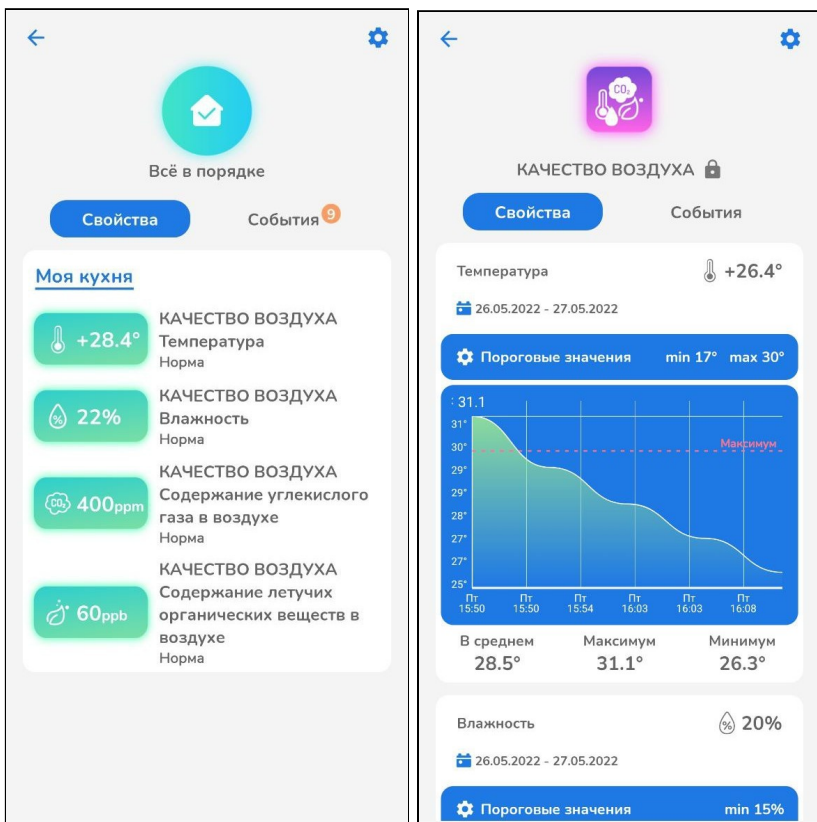 Всё в порядке
Свойства
События 9
Моя кухня
+28.4°
КАЧЕСТВО ВОЗДУХА
Температура
Норма
22%
КАЧЕСТВО ВОЗДУХА
Влажность
Норма
CO₂ 400ppm
КАЧЕСТВО ВОЗДУХА
Содержание углекислого
газа в воздухе
Норма
60ppb
КАЧЕСТВО ВОЗДУХА
Содержание летучих
органических веществ в
воздухе
Норма
CO₂
КАЧЕСТВО ВОЗДУХА
Свойства
События
Температура
+26.4°
26.05.2022 - 27.05.2022
Пороговые значения min 17° max 30°
: 31.1
31°
30°
Максимум
29°
29°
28°
27°
27°
25°
Пт Пт Пт Пт Пт Пт
15:50 15:50 15:54 16:03 16:03 16:08
В среднем Максимум Минимум
28.5° 31.1° 26.3°
Влажность
% 20%
26.05.2022 - 27.05.2022
Пороговые значения min 15%